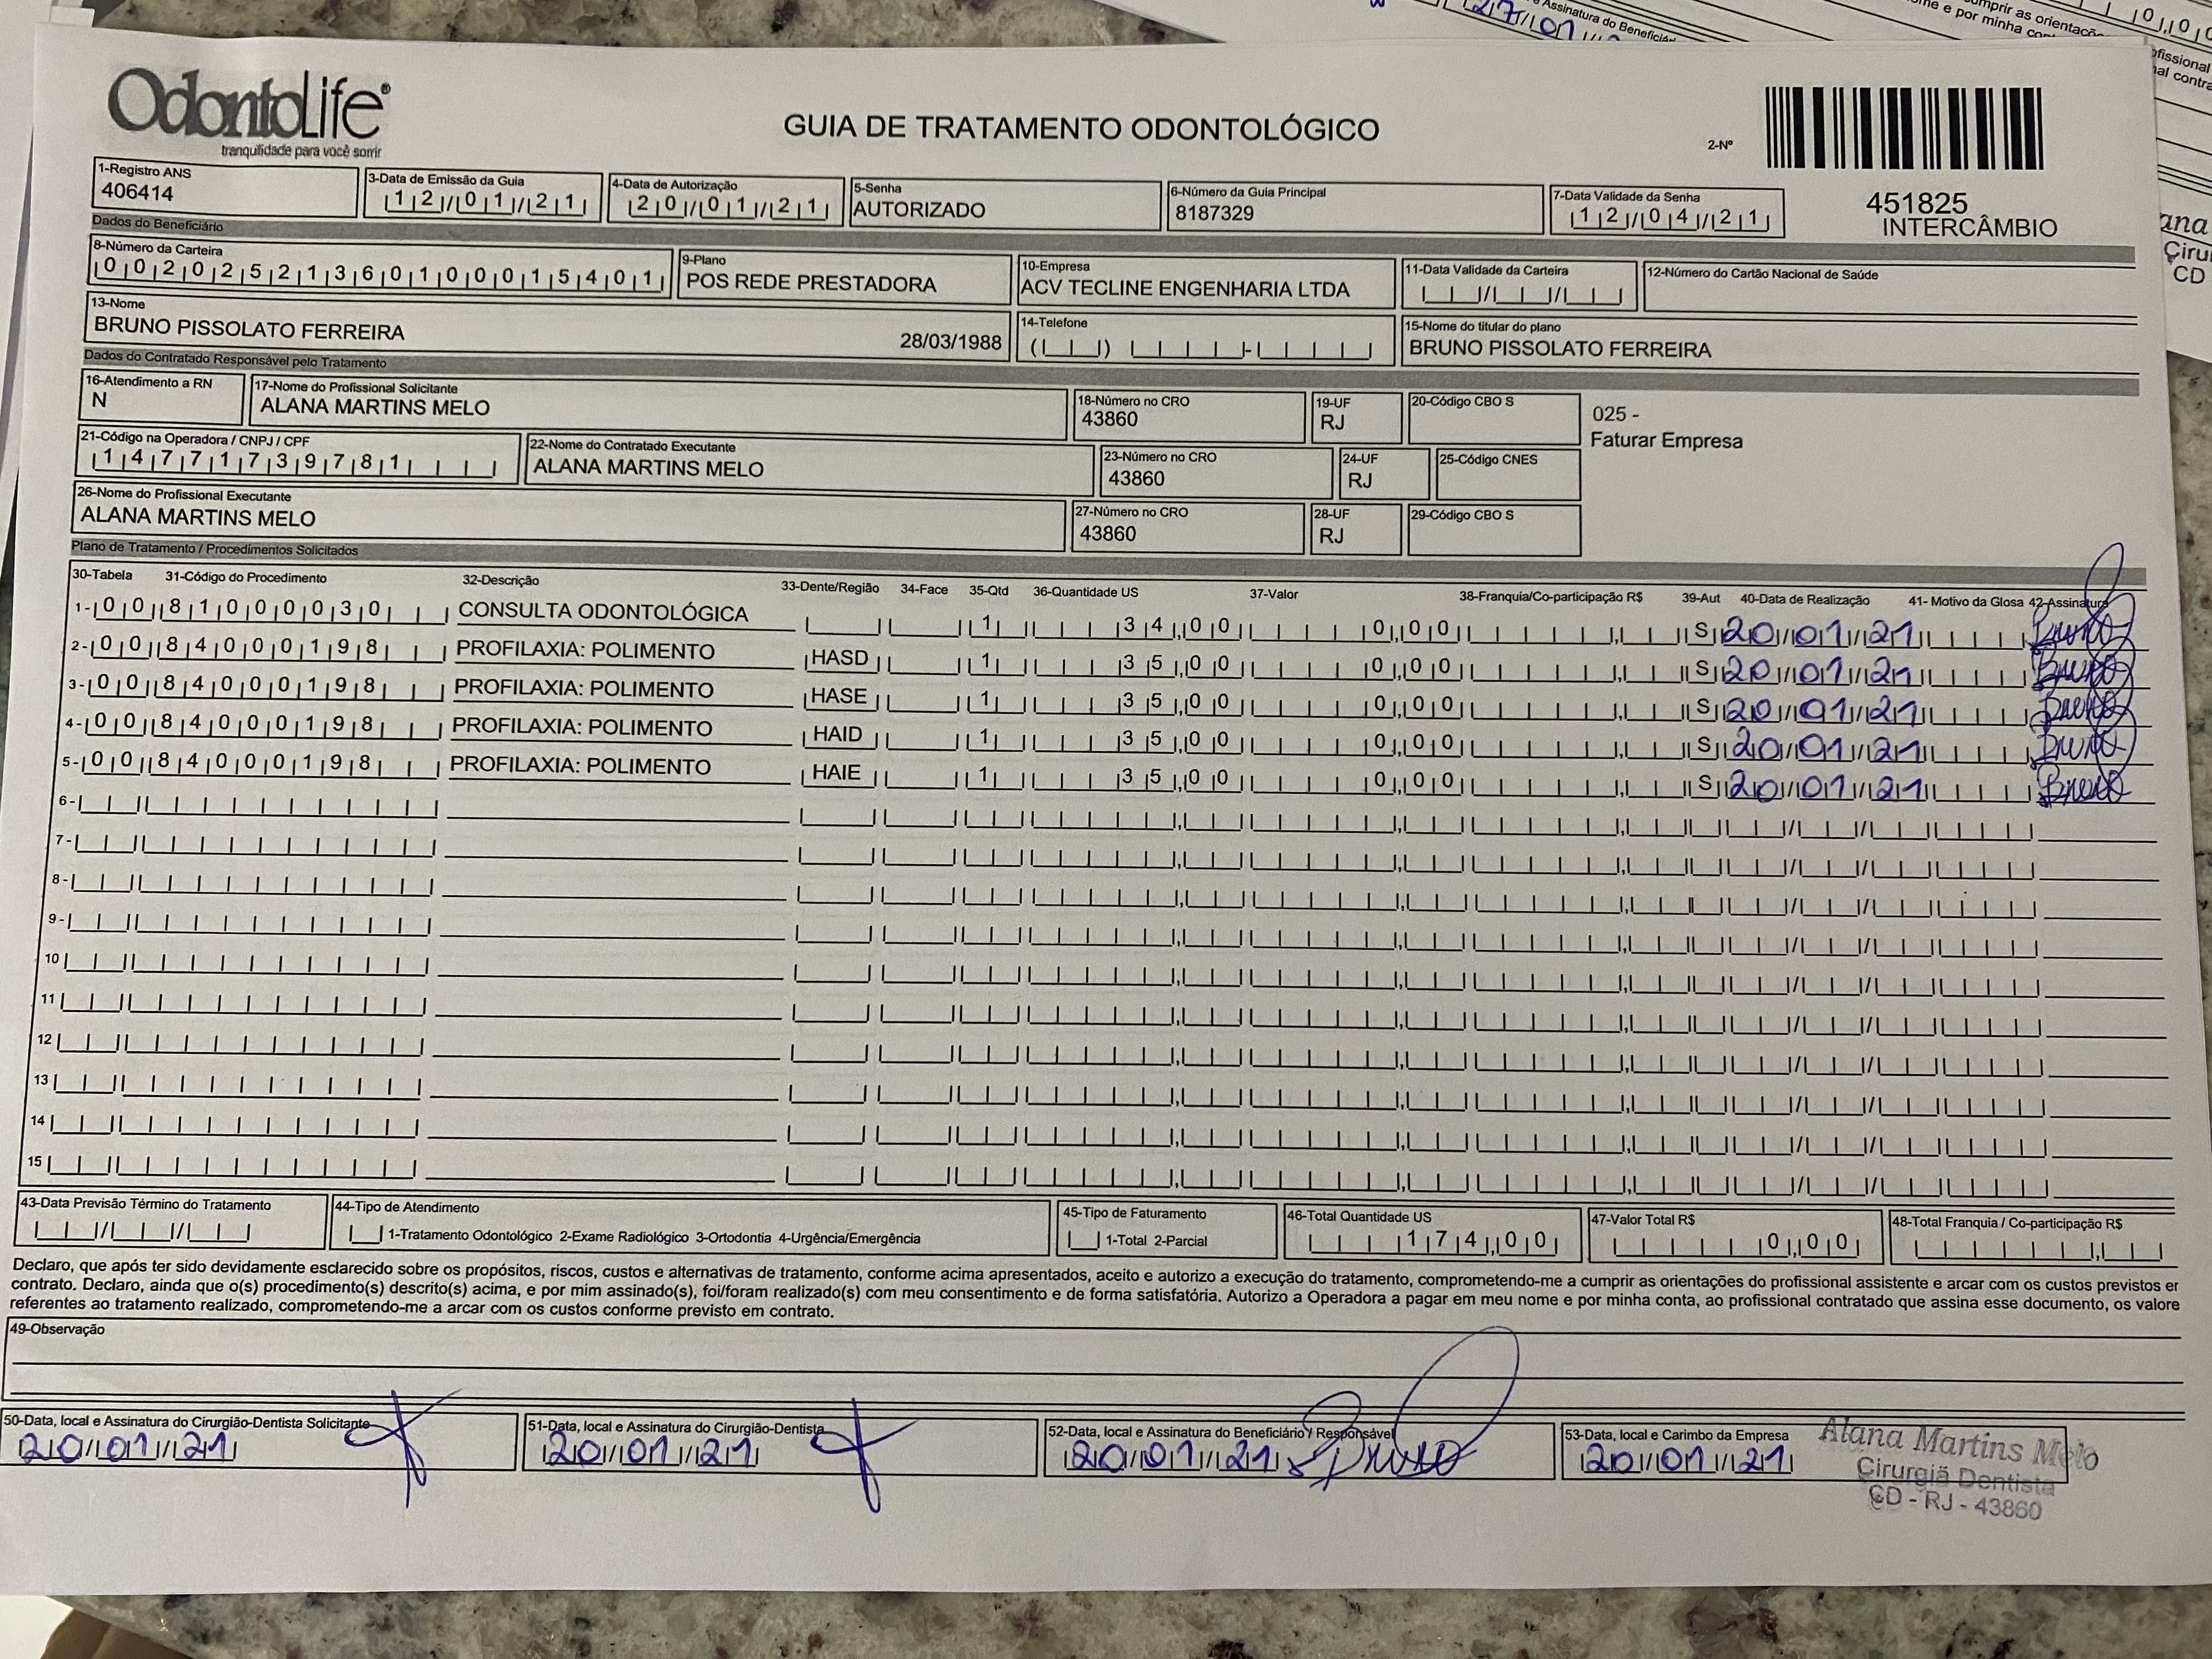 OdontoLife®
tranquilidade para você sorrir
GUIA DE TRATAMENTO ODONTOLÓGICO
2-Nº
451825
INTERCÂMBIO
1-Registro ANS
406414
3-Data de Emissão da Guia
12/01/21
4-Data de Autorização
20/01/21
5-Senha
AUTORIZADO
6-Número da Guia Principal
8187329
7-Data Validade da Senha
12/04/21
Dados do Beneficiário
8-Número da Carteira
00202521360100015401
9-Plano
POS REDE PRESTADORA
10-Empresa
ACV TECLINE ENGENHARIA LTDA
11-Data Validade da Carteira
12-Número do Cartão Nacional de Saúde
13-Nome
BRUNO PISSOLATO FERREIRA 28/03/1988
14-Telefone
15-Nome do titular do plano
BRUNO PISSOLATO FERREIRA
Dados do Contratado Responsável pelo Tratamento
16-Atendimento a RN
N
17-Nome do Profissional Solicitante
ALANA MARTINS MELO
18-Número no CRO
43860
19-UF
RJ
20-Código CBO S
025 -
Faturar Empresa
21-Código na Operadora / CNPJ / CPF
14771739781
22-Nome do Contratado Executante
ALANA MARTINS MELO
23-Número no CRO
43860
24-UF
RJ
25-Código CNES
26-Nome do Profissional Executante
ALANA MARTINS MELO
27-Número no CRO
43860
28-UF
RJ
29-Código CBO S
Plano de Tratamento / Procedimentos Solicitados
30-Tabela 31-Código do Procedimento 32-Descrição 33-Dente/Região 34-Face 35-Qtd 36-Quantidade US 37-Valor 38-Franquia/Co-participação R$ 39-Aut 40-Data de Realização 41- Motivo da Glosa 42-Assinatura
1- 00 81000030 CONSULTA ODONTOLÓGICA 1 34,00 0,00 S 20/01/21 Bruno
2- 00 84000198 PROFILAXIA: POLIMENTO HASD 1 35,00 0,00 S 20/01/21 Bruno
3- 00 84000198 PROFILAXIA: POLIMENTO HASE 1 35,00 0,00 S 20/01/21 Bruno
4- 00 84000198 PROFILAXIA: POLIMENTO HAID 1 35,00 0,00 S 20/01/21 Bruno
5- 00 84000198 PROFILAXIA: POLIMENTO HAIE 1 35,00 0,00 S 20/01/21 Bruno
6-
7-
8-
9-
10
11
12
13
14
15
43-Data Previsão Término do Tratamento
44-Tipo de Atendimento
1-Tratamento Odontológico 2-Exame Radiológico 3-Ortodontia 4-Urgência/Emergência
45-Tipo de Faturamento
1-Total 2-Parcial
46-Total Quantidade US
174,00
47-Valor Total R$
0,00
48-Total Franquia / Co-participação R$
Declaro, que após ter sido devidamente esclarecido sobre os propósitos, riscos, custos e alternativas de tratamento, conforme acima apresentados, aceito e autorizo a execução do tratamento, comprometendo-me a cumprir as orientações do profissional assistente e arcar com os custos previstos er
contrato. Declaro, ainda que o(s) procedimento(s) descrito(s) acima, e por mim assinado(s), foi/foram realizado(s) com meu consentimento e de forma satisfatória. Autorizo a Operadora a pagar em meu nome e por minha conta, ao profissional contratado que assina esse documento, os valore
referentes ao tratamento realizado, comprometendo-me a arcar com os custos conforme previsto em contrato.
49-Observação
50-Data, local e Assinatura do Cirurgião-Dentista Solicitante
20/01/21
51-Data, local e Assinatura do Cirurgião-Dentista
20/01/21
52-Data, local e Assinatura do Beneficiário / Responsável
20/01/21 Bruno
53-Data, local e Carimbo da Empresa
20/01/21
Alana Martins Melo
Cirurgiã Dentista
CD - RJ - 43860